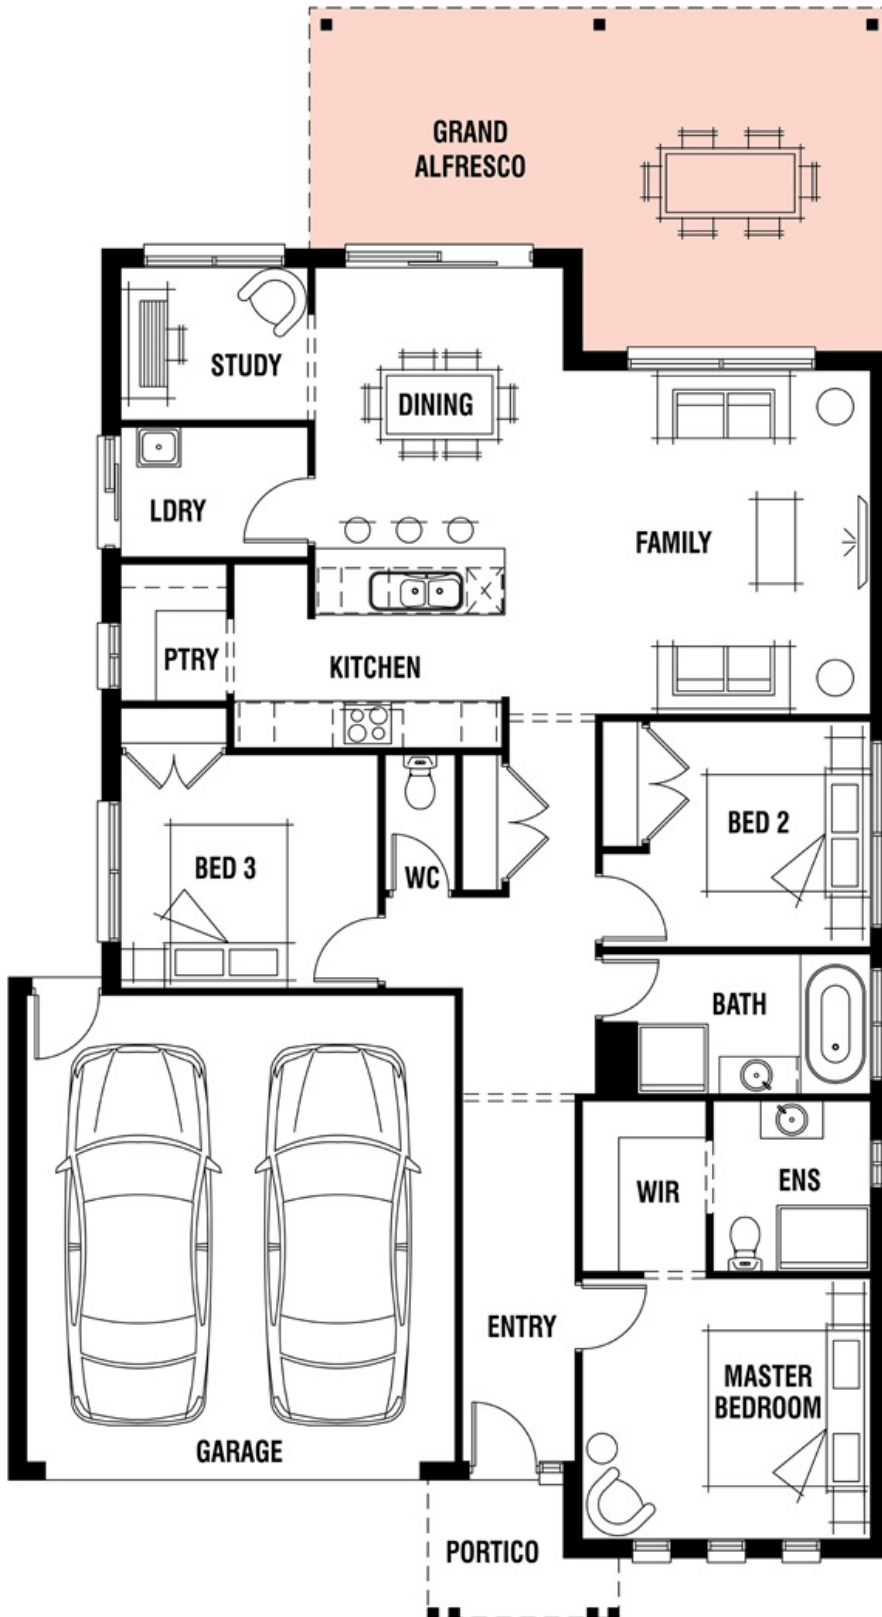 GRAND
ALFRESCO
STUDY
DINING
LDRY
FAMILY
PTRY
KITCHEN
BED 2
BED 3
WC
BATH
WIR
ENS
ENTRY
MASTER
BEDROOM
GARAGE
PORTICO